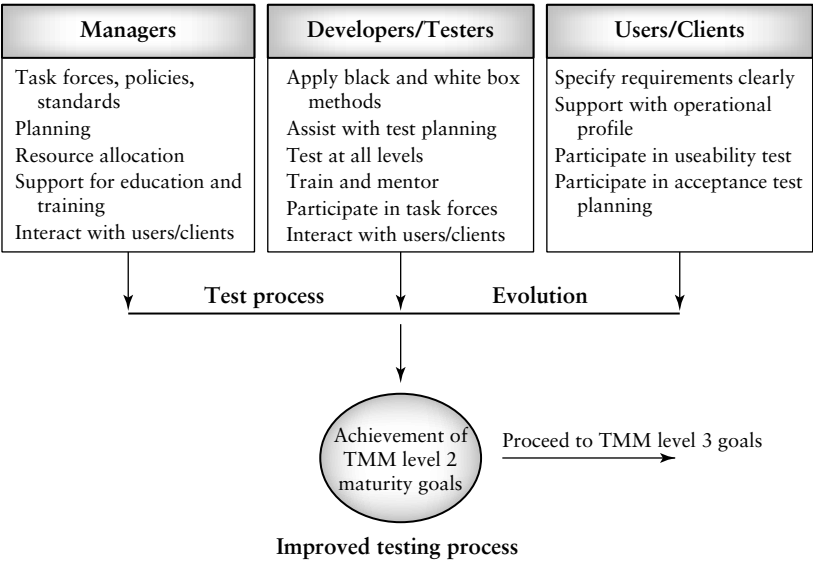 Managers
Task forces, policies,
standards
Planning
Resource allocation
Support for education and
training
Interact with users/clients
Developers/Testers
Apply black and white box
methods
Assist with test planning
Test at all levels
Train and mentor
Participate in task forces
Interact with users/clients
Users/Clients
Specify requirements clearly
Support with operational
profile
Participate in useability test
Participate in acceptance test
planning
Test process
Evolution
Achievement of
TMM level 2
maturity goals
Proceed to TMM level 3 goals
Improved testing process